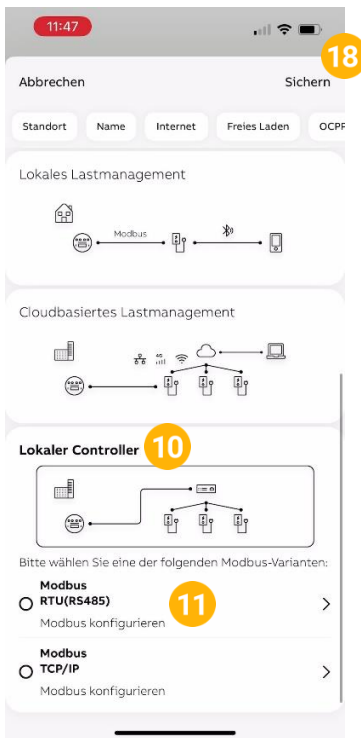 11:47
18
Abbrechen Sichern
Standort Name Internet Freies Laden OCPP
Lokales Lastmanagement
Modbus
Cloudbasiertes Lastmanagement
4G
Lokaler Controller 10
Bitte wählen Sie eine der folgenden Modbus-Varianten:
Modbus
RTU(RS485)
11
Modbus konfigurieren
Modbus
TCP/IP
Modbus konfigurieren